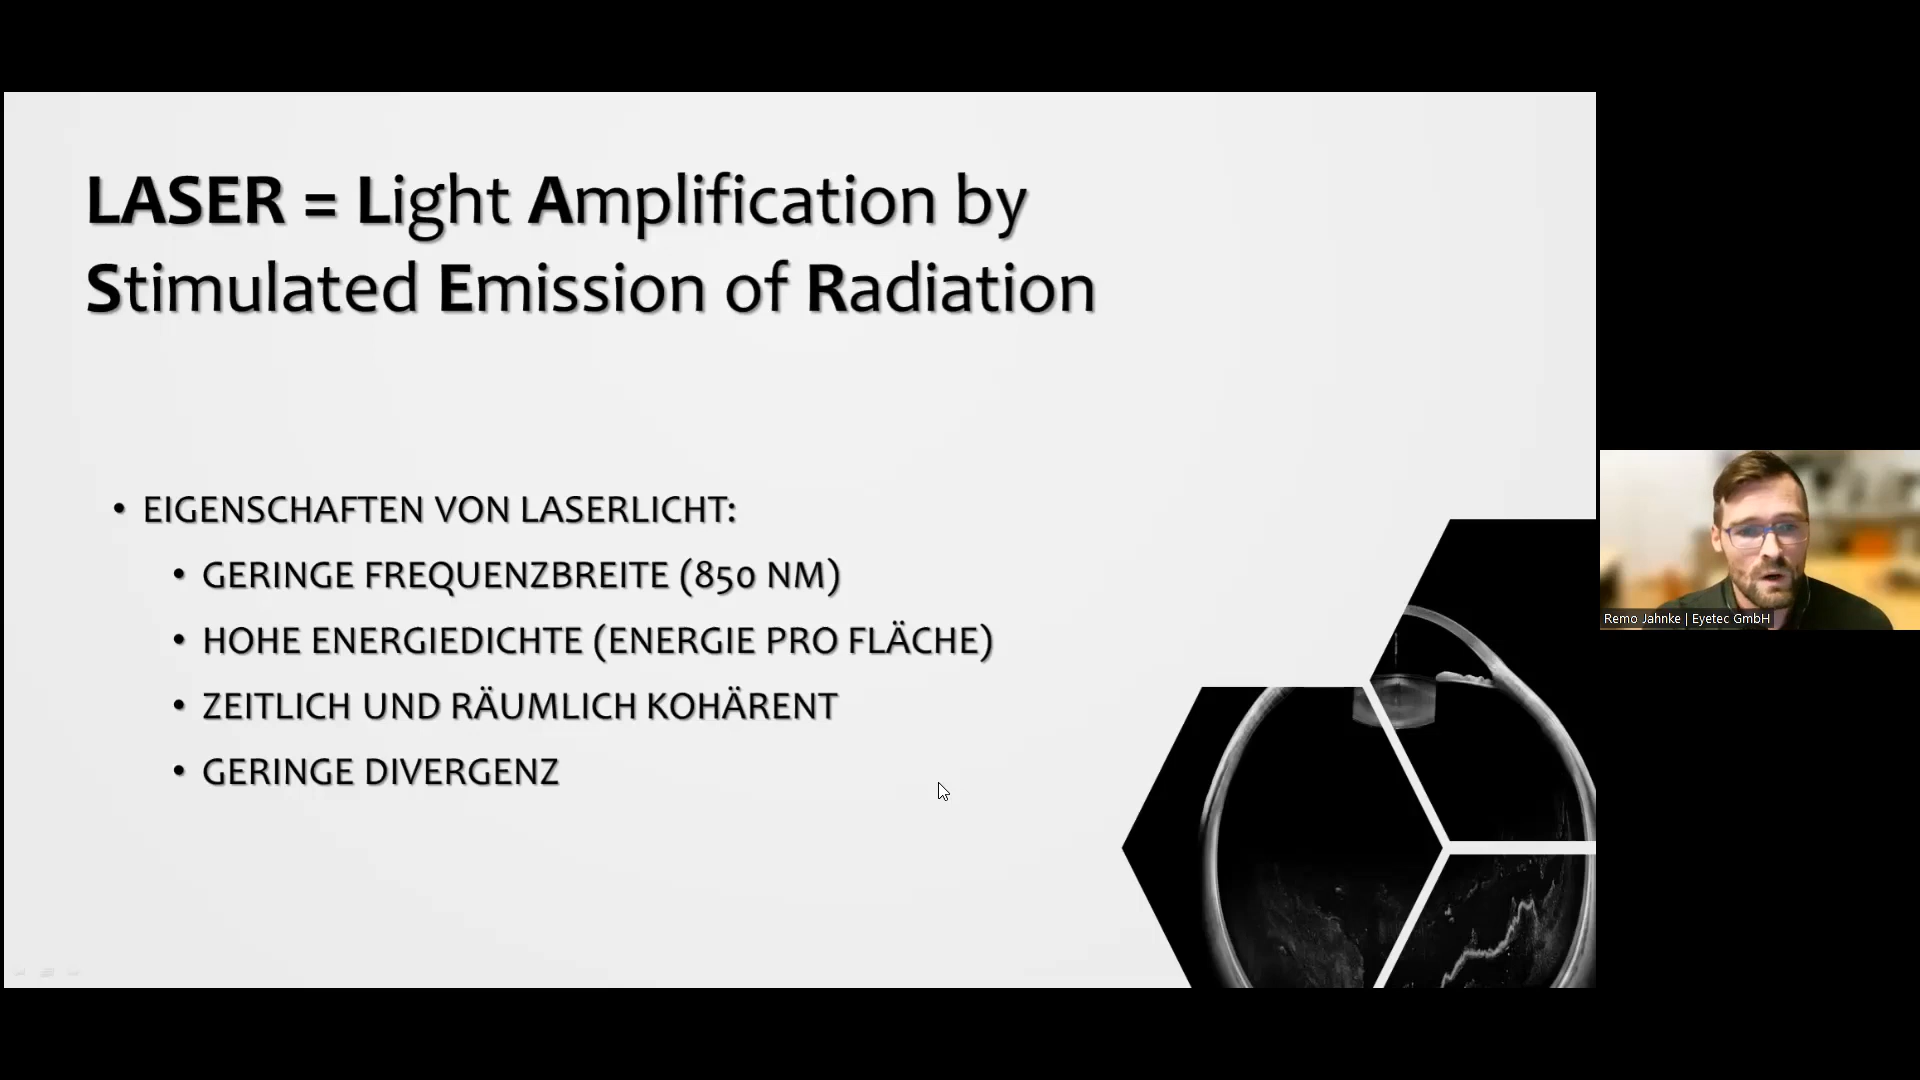 LASER = Light Amplification by
Stimulated Emission of Radiation
• EIGENSCHAFTEN VON LASERLICHT:
• GERINGE FREQUENZBREITE (850 NM)
• HOHE ENERGIEDICHTE (ENERGIE PRO FLÄCHE)
• ZEITLICH UND RÄUMLICH KOHÄRENT
• GERINGE DIVERGENZ
Remo Jahnke | Eyetec GmbH